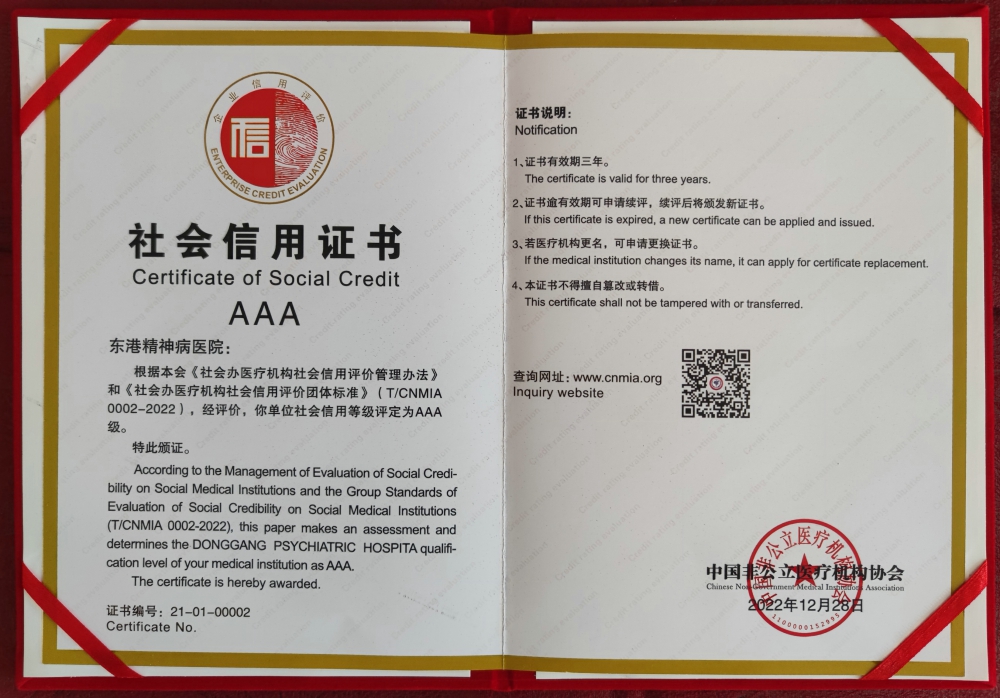 企业信用评价
信
ENTERPRISE CREDIT EVALUATION
社会信用证书
Certificate of Social Credit
AAA
东港精神病医院：
根据本会《社会办医疗机构社会信用评价管理办法》
和《社会办医疗机构社会信用评价团体标准》（T/CNMIA
0002-2022），经评价，你单位社会信用等级评定为AAA
级。
特此颁证。
According to the Management of Evaluation of Social Credi-
bility on Social Medical Institutions and the Group Standards of
Evaluation of Social Credibility on Social Medical Institutions
(T/CNMIA 0002-2022), this paper makes an assessment and
determines the DONGGANG PSYCHIATRIC HOSPITA qualifi-
cation level of your medical institution as AAA.
The certificate is hereby awarded.
证书编号：21-01-00002
Certificate No.
证书说明：
Notification
1、证书有效期三年。
The certificate is valid for three years.
2、证书逾有效期可申请续评，续评后将颁发新证书。
If this certificate is expired, a new certificate can be applied and issued.
3、若医疗机构更名，可申请更换证书。
If the medical institution changes its name, it can apply for certificate replacement.
4、本证书不得擅自篡改或转借。
This certificate shall not be tampered with or transferred.
查询网址：www.cnmia.org
Inquiry website
中国非公立医疗机构协会
Chinese Non-Government Medical Institutions Association
2022年12月28日
中国非公立医疗机构协会
1100000152995